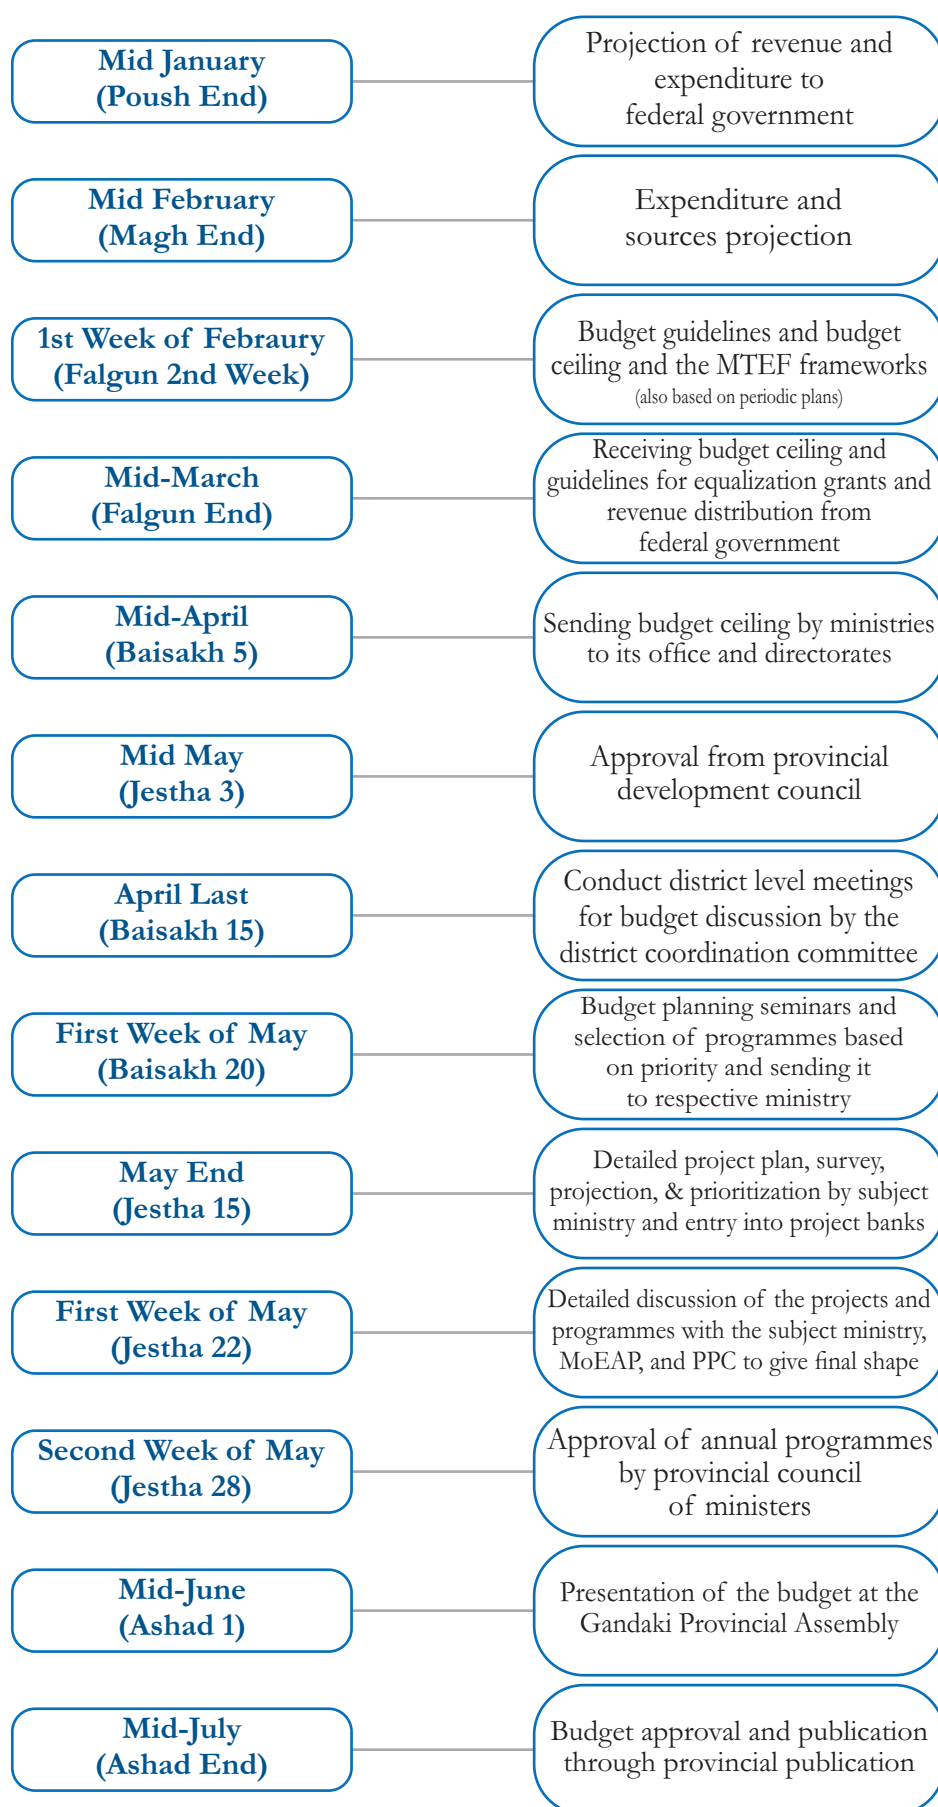 Mid January
(Poush End)
Projection of revenue and
expenditure to
federal government
Mid February
(Magh End)
Expenditure and
sources projection
1st Week of Febraury
(Falgun 2nd Week)
Budget guidelines and budget
ceiling and the MTEF frameworks
(also based on periodic plans)
Mid-March
(Falgun End)
Receiving budget ceiling and
guidelines for equalization grants and
revenue distribution from
federal government
Mid-April
(Baisakh 5)
Sending budget ceiling by ministries
to its office and directorates
Mid May
(Jestha 3)
Approval from provincial
development council
April Last
(Baisakh 15)
Conduct district level meetings
for budget discussion by the
district coordination committee
First Week of May
(Baisakh 20)
Budget planning seminars and
selection of programmes based
on priority and sending it
to respective ministry
May End
(Jestha 15)
Detailed project plan, survey,
projection, & prioritization by subject
ministry and entry into project banks
First Week of May
(Jestha 22)
Detailed discussion of the projects and
programmes with the subject ministry,
MoEAP, and PPC to give final shape
Second Week of May
(Jestha 28)
Approval of annual programmes
by provincial council
of ministers
Mid-June
(Ashad 1)
Presentation of the budget at the
Gandaki Provincial Assembly
Mid-July
(Ashad End)
Budget approval and publication
through provincial publication